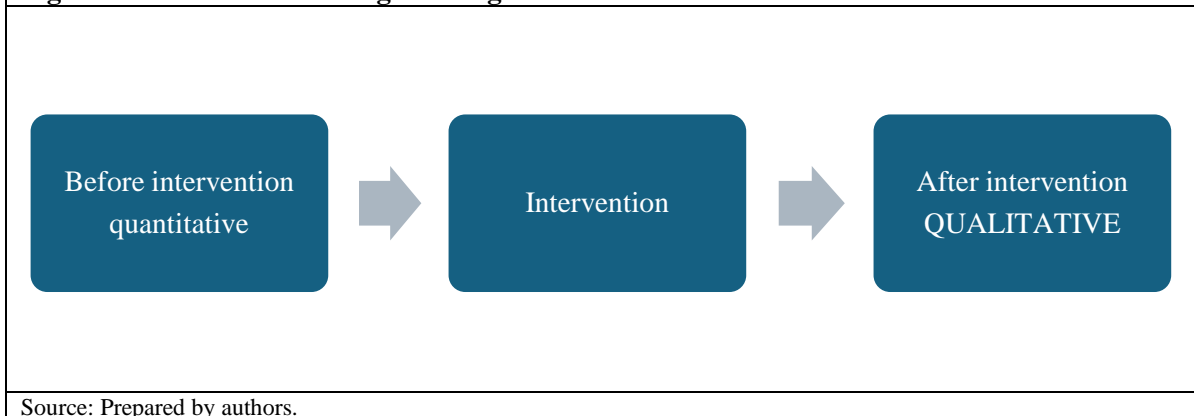 Before intervention
quantitative
Intervention
After intervention
QUALITATIVE
Source: Prepared by authors.